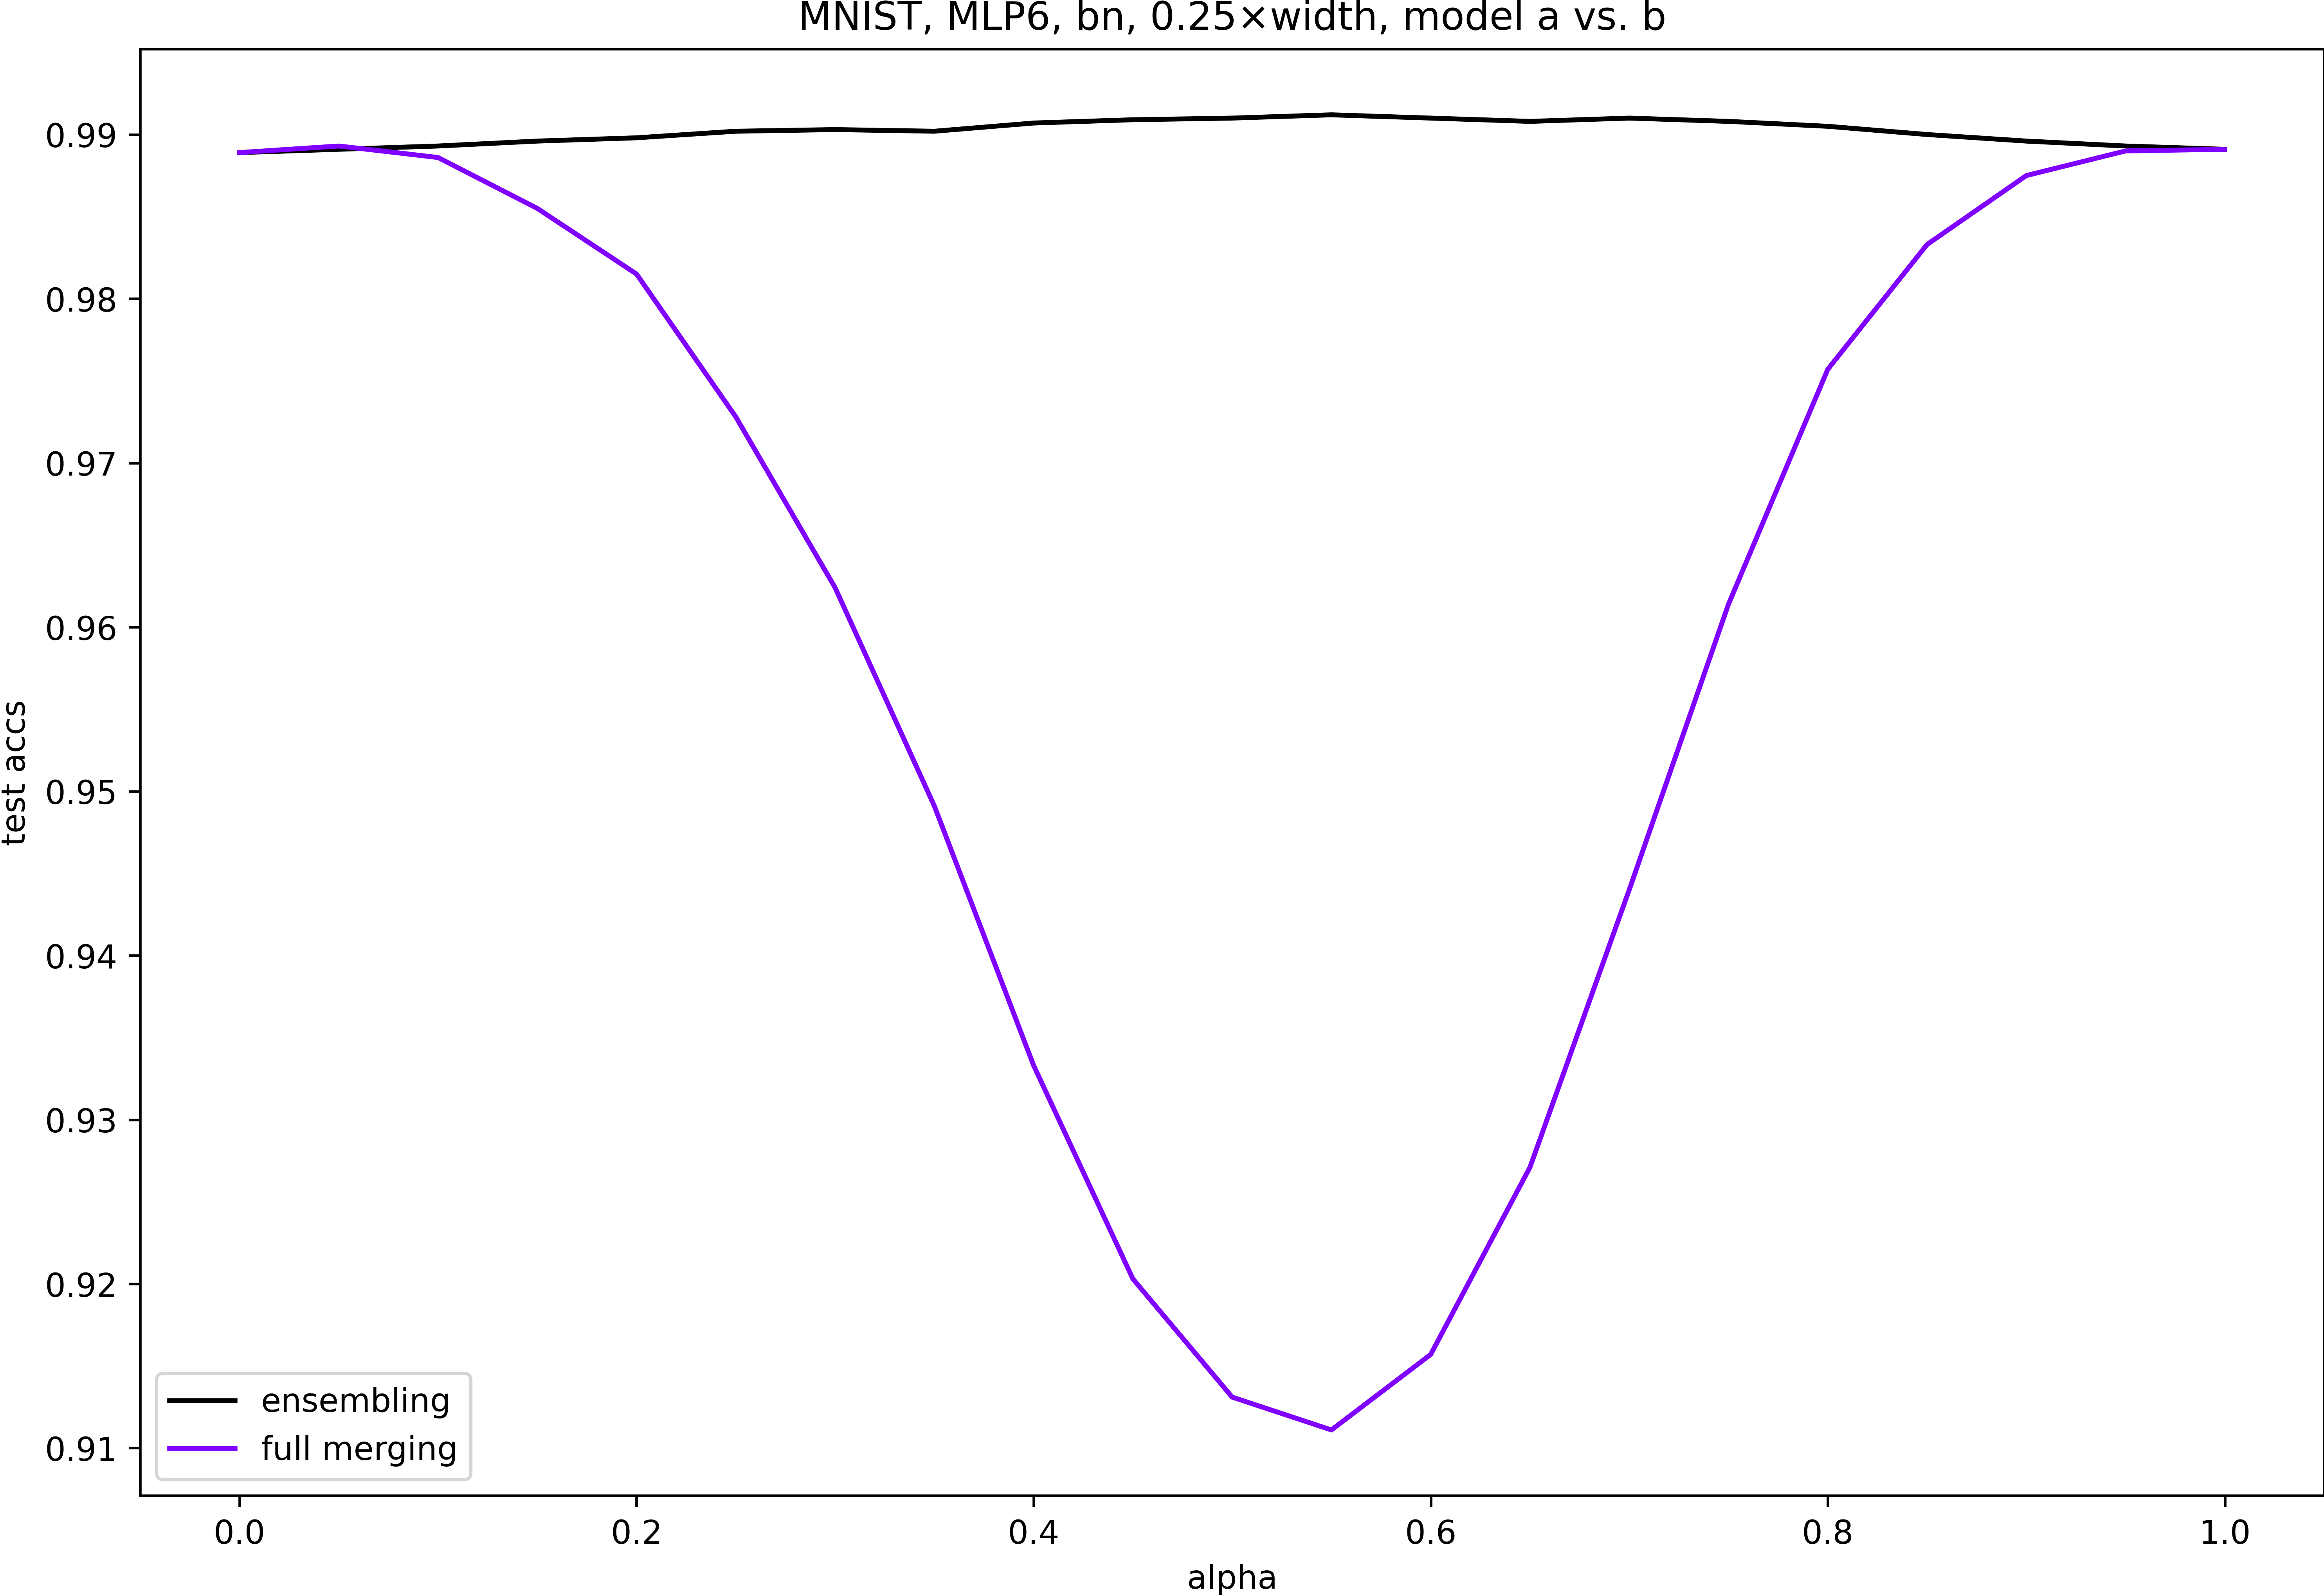 MNIST, MLP6, bn, 0.25×width, model a vs. b
0.99
0.98
0.97
0.96
0.95
0.94
0.93
0.92
0.91
test accs
ensembling
full merging
0.0 0.2 0.4 0.6 0.8 1.0
alpha